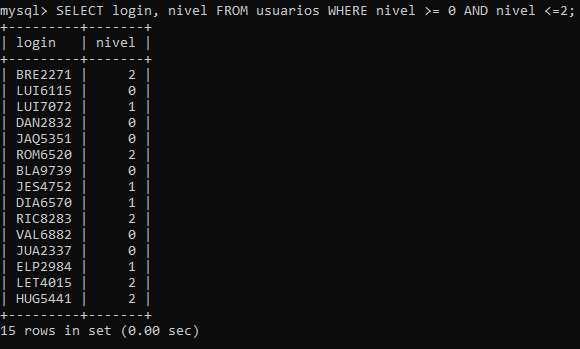 mysql> SELECT login, nivel FROM usuarios WHERE nivel >= 0 AND nivel <=2;
+---------+-------+
| login   | nivel |
+---------+-------+
| BRE2271 |     2 |
| LUI6115 |     0 |
| LUI7072 |     1 |
| DAN2832 |     0 |
| JAQ5351 |     0 |
| ROM6520 |     2 |
| BLA9739 |     0 |
| JES4752 |     1 |
| DIA6570 |     1 |
| RIC8283 |     2 |
| VAL6882 |     0 |
| JUA2337 |     0 |
| ELP2984 |     1 |
| LET4015 |     2 |
| HUG5441 |     2 |
+---------+-------+
15 rows in set (0.00 sec)